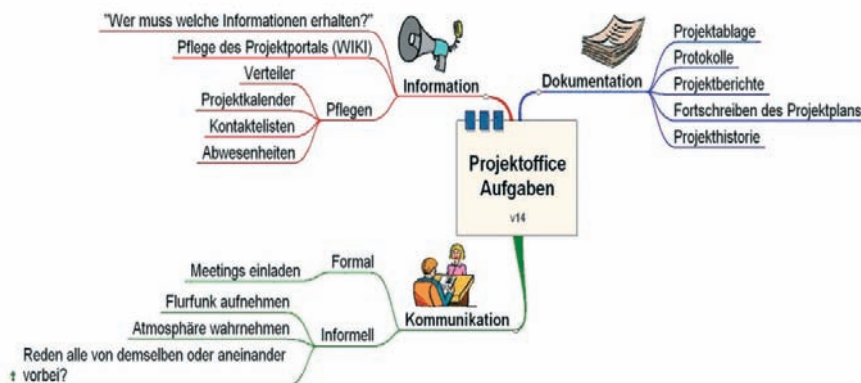 "Wer muss welche Informationen erhalten?"
Pflege des Projektportals (WIKI)
Verteiler
Projektkalender
Kontaktelisten
Abwesenheiten
Pflegen
Information
Dokumentation
Projektablage
Protokolle
Projektberichte
Fortschreiben des Projektplans
Projekthistorie
Projektoffice
Aufgaben
v14
Meetings einladen
Formal
Flurfunk aufnehmen
Atmosphäre wahrnehmen
Reden alle von demselben oder aneinander
vorbei?
Informell
Kommunikation